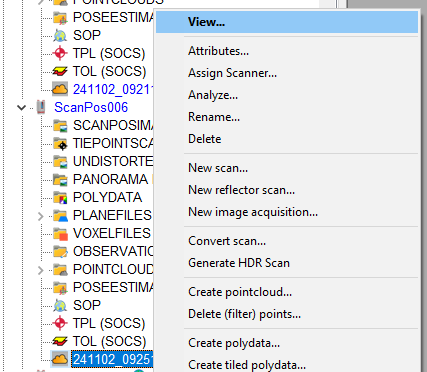 POINTCLOUDS
POSEESTIMA
SOP
TPL (SOCS)
TOL (SOCS)
241102_0921
ScanPos006
SCANPOSIMA
TIEPOINTSCA
UNDISTORTE
PANORAMA
POLYDATA
PLANEFILES
VOXELFILES
OBSERVATIO
POINTCLOUD
POSEESTIMA
SOP
TPL (SOCS)
TOL (SOCS)
241102_0925
View...
Attributes...
Assign Scanner...
Analyze...
Rename...
Delete
New scan...
New reflector scan...
New image acquisition...
Convert scan...
Generate HDR Scan
Create pointcloud...
Delete (filter) points...
Create polydata...
Create tiled polydata...